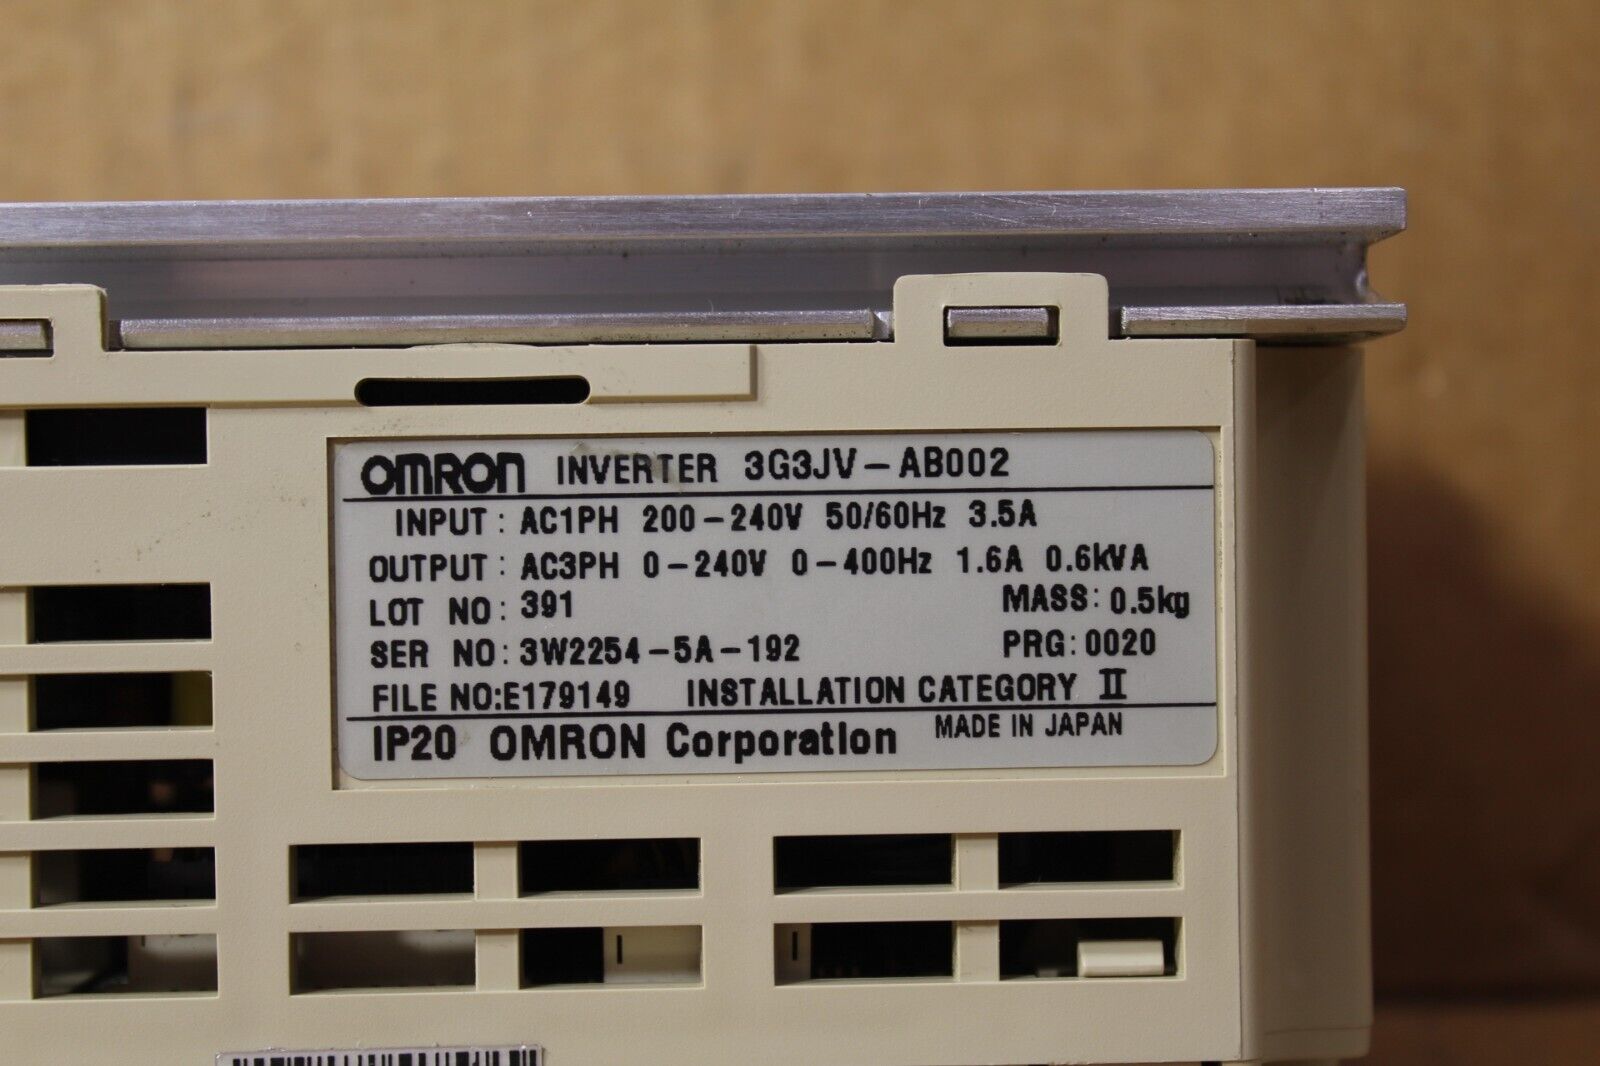 OMRON INVERTER 3G3JV-AB002
INPUT: AC1PH 200-240V 50/60Hz 3.5A
OUTPUT: AC3PH 0-240V 0-400Hz 1.6A 0.6kVA
LOT NO: 391 MASS: 0.5kg
SER NO: 3W2254-5A-192 PRG: 0020
FILE NO:E179149 INSTALLATION CATEGORY II
IP20 OMRON Corporation MADE IN JAPAN